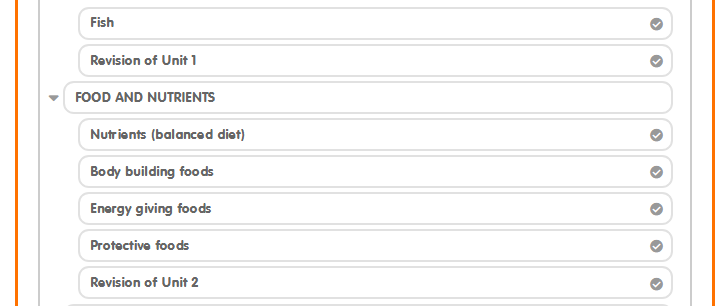 Fish
Revision of Unit 1
FOOD AND NUTRIENTS
Nutrients (balanced diet)
Body building foods
Energy giving foods
Protective foods
Revision of Unit 2